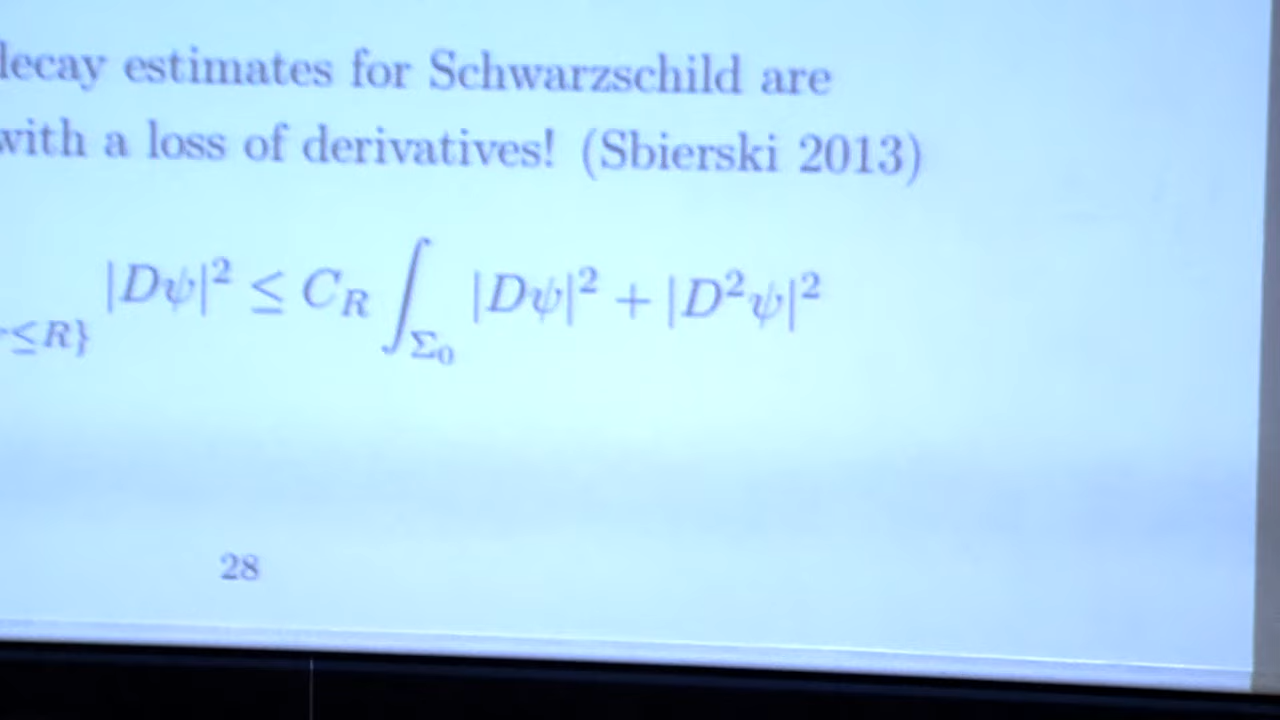 decay estimates for Schwarzschild are
with a loss of derivatives! (Sbierski 2013)
≤R} |Dψ|² ≤ C_R ∫_{Σ₀} |Dψ|² + |D²ψ|²
28